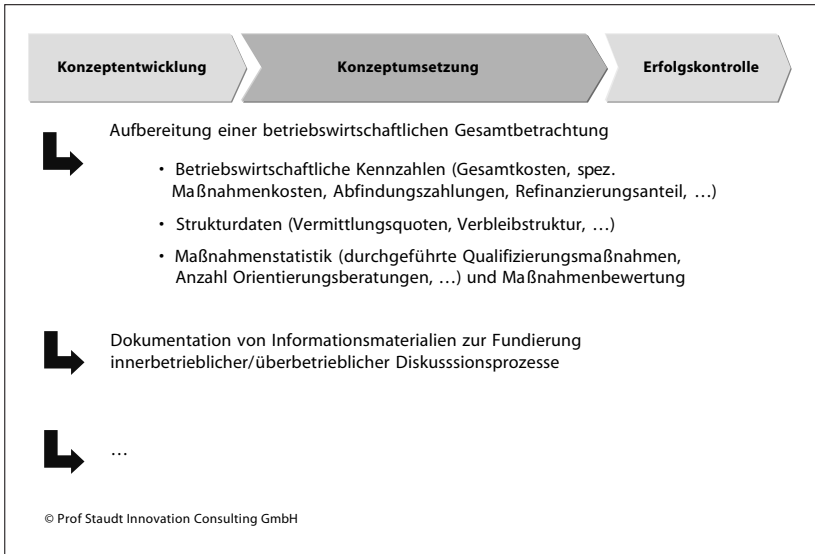 Konzeptentwicklung Konzeptumsetzung Erfolgskontrolle
Aufbereitung einer betriebswirtschaftlichen Gesamtbetrachtung
• Betriebswirtschaftliche Kennzahlen (Gesamtkosten, spez.
Maßnahmenkosten, Abfindungszahlungen, Refinanzierungsanteil, …)
• Strukturdaten (Vermittlungsquoten, Verbleibstruktur, …)
• Maßnahmenstatistik (durchgeführte Qualifizierungsmaßnahmen,
Anzahl Orientierungsberatungen, …) und Maßnahmenbewertung
Dokumentation von Informationsmaterialien zur Fundierung
innerbetrieblicher/überbetrieblicher Diskusssionsprozesse
…
© Prof Staudt Innovation Consulting GmbH